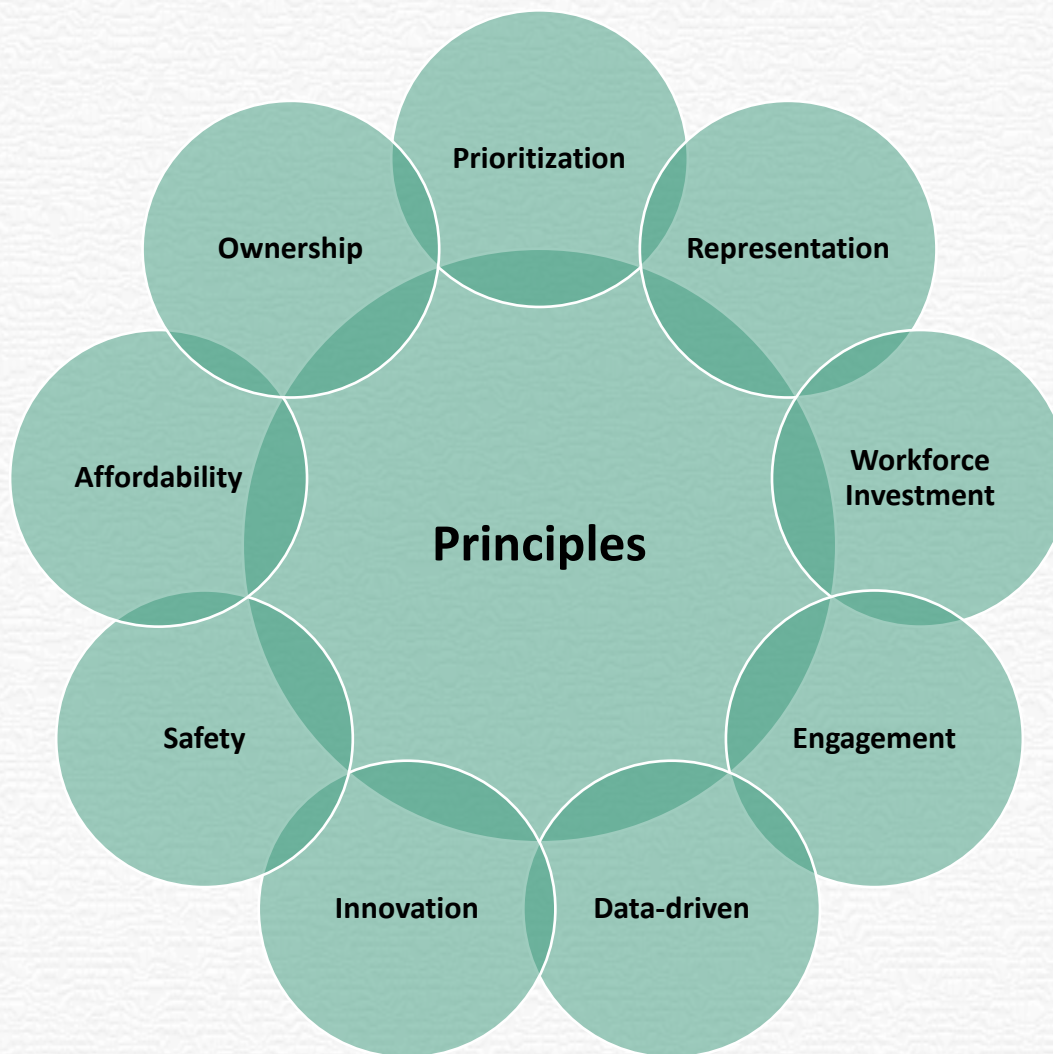 Prioritization
Representation
Workforce
Investment
Engagement
Data-driven
Innovation
Safety
Affordability
Ownership
Principles